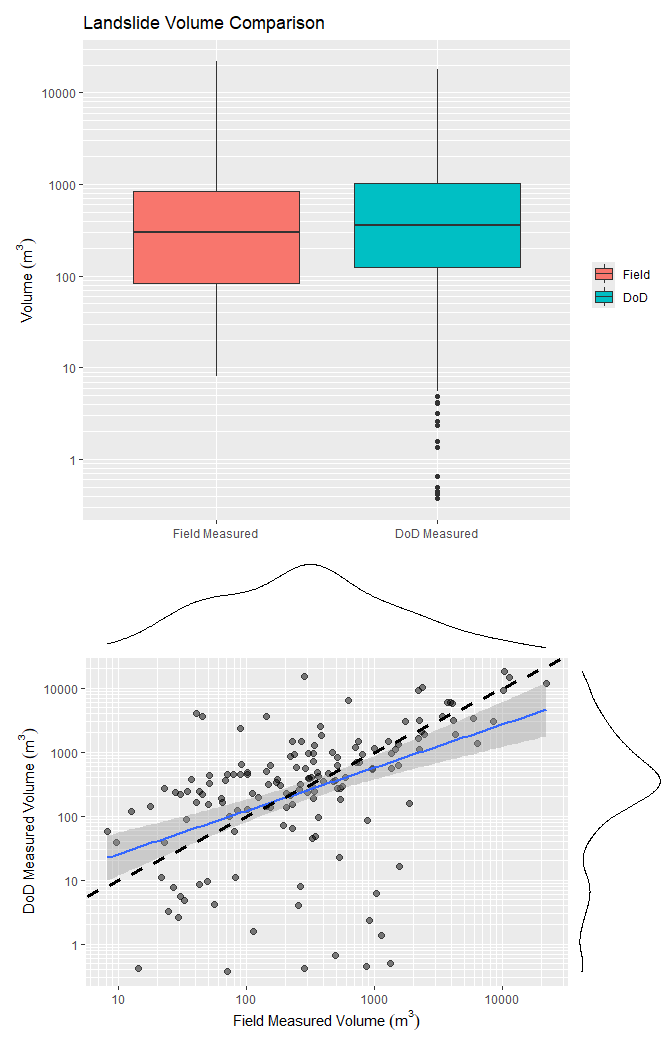 Landslide Volume Comparison
Volume (m³)
10000
1000
100
10
1
Field Measured
DoD Measured
Field
DoD
DoD Measured Volume (m³)
10000
1000
100
10
1
10
100
1000
10000
Field Measured Volume (m³)